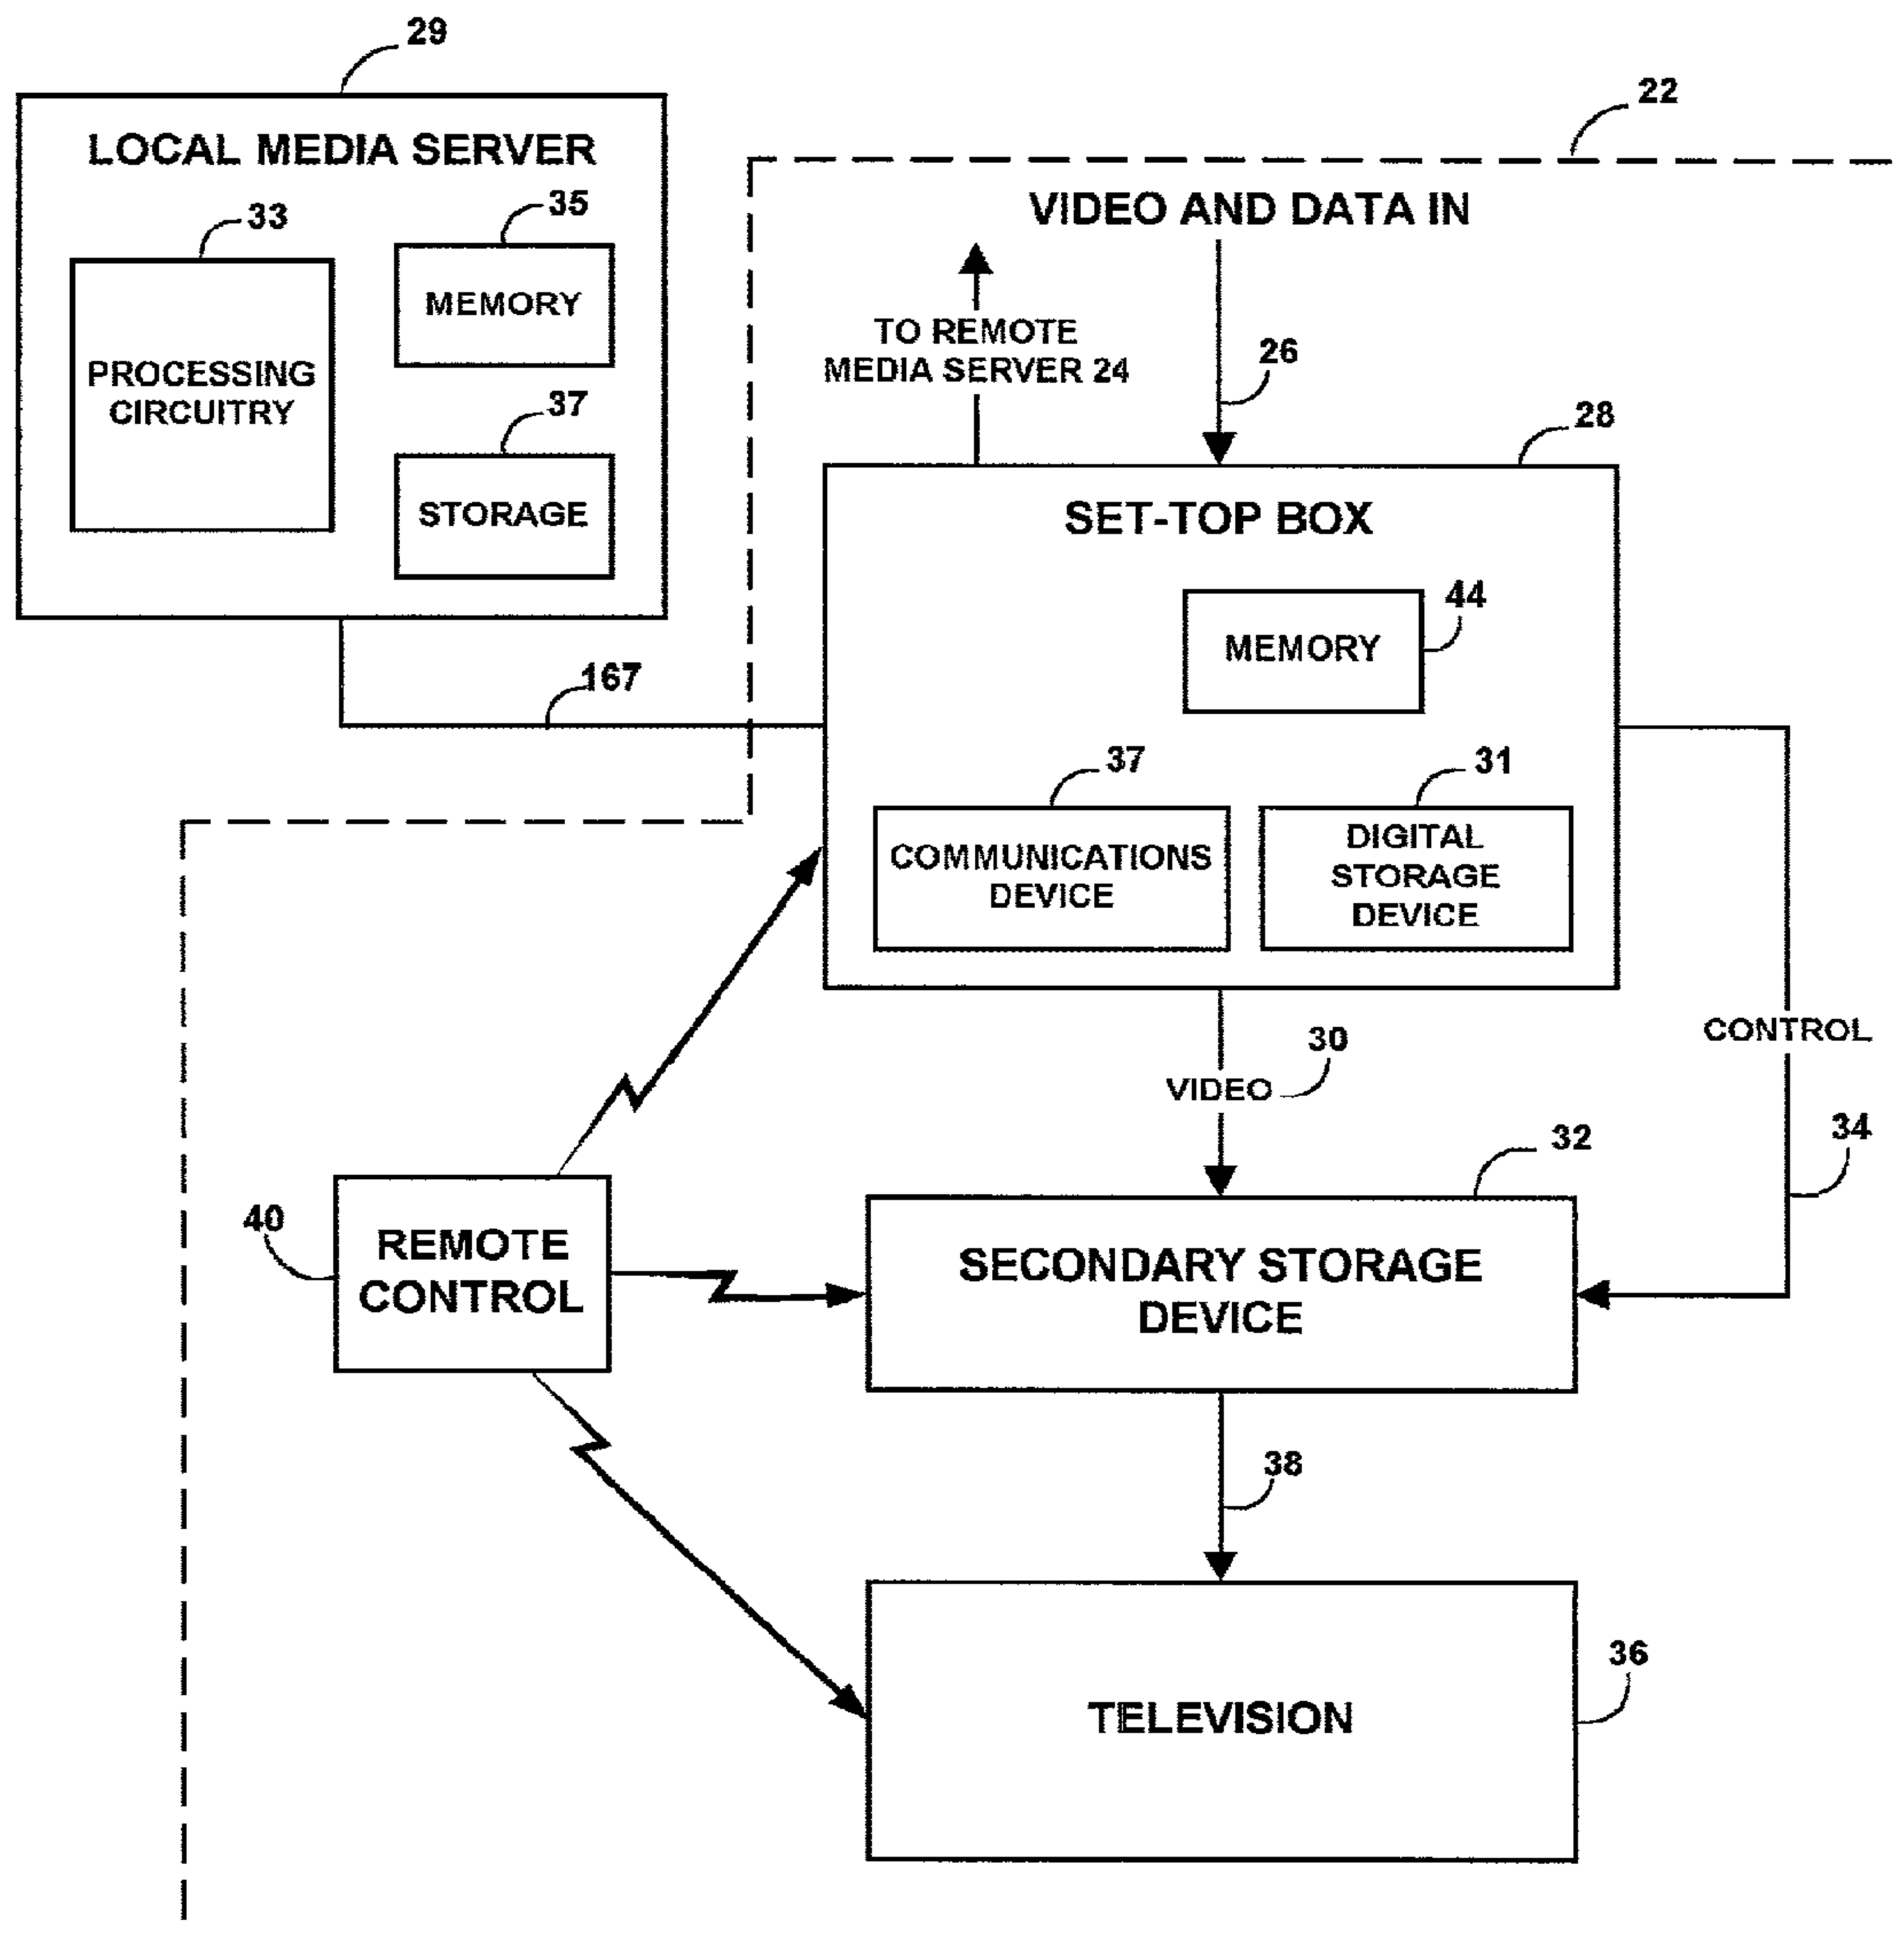 29
22
LOCAL MEDIA SERVER
33
35
PROCESSING
CIRCUITRY
MEMORY
37
STORAGE
167
VIDEO AND DATA IN
TO REMOTE
MEDIA SERVER 24
26
28
SET-TOP BOX
44
MEMORY
37
COMMUNICATIONS
DEVICE
31
DIGITAL
STORAGE
DEVICE
CONTROL
34
VIDEO
30
32
40
REMOTE
CONTROL
SECONDARY STORAGE
DEVICE
38
36
TELEVISION